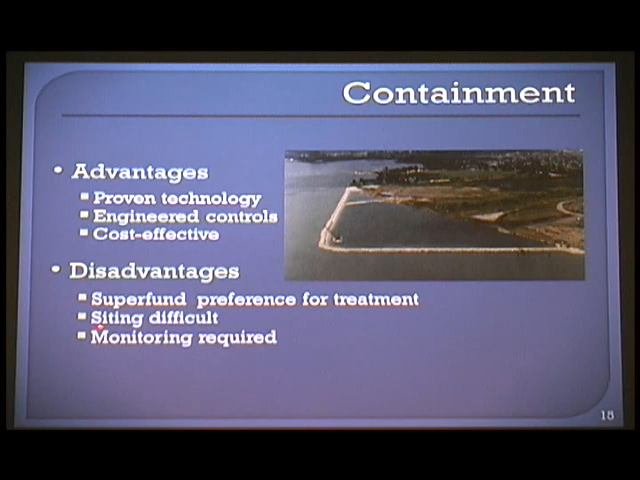 Containment
• Advantages
▪ Proven technology
▪ Engineered controls
▪ Cost-effective
• Disadvantages
▪ Superfund preference for treatment
▪ Siting difficult
▪ Monitoring required
15